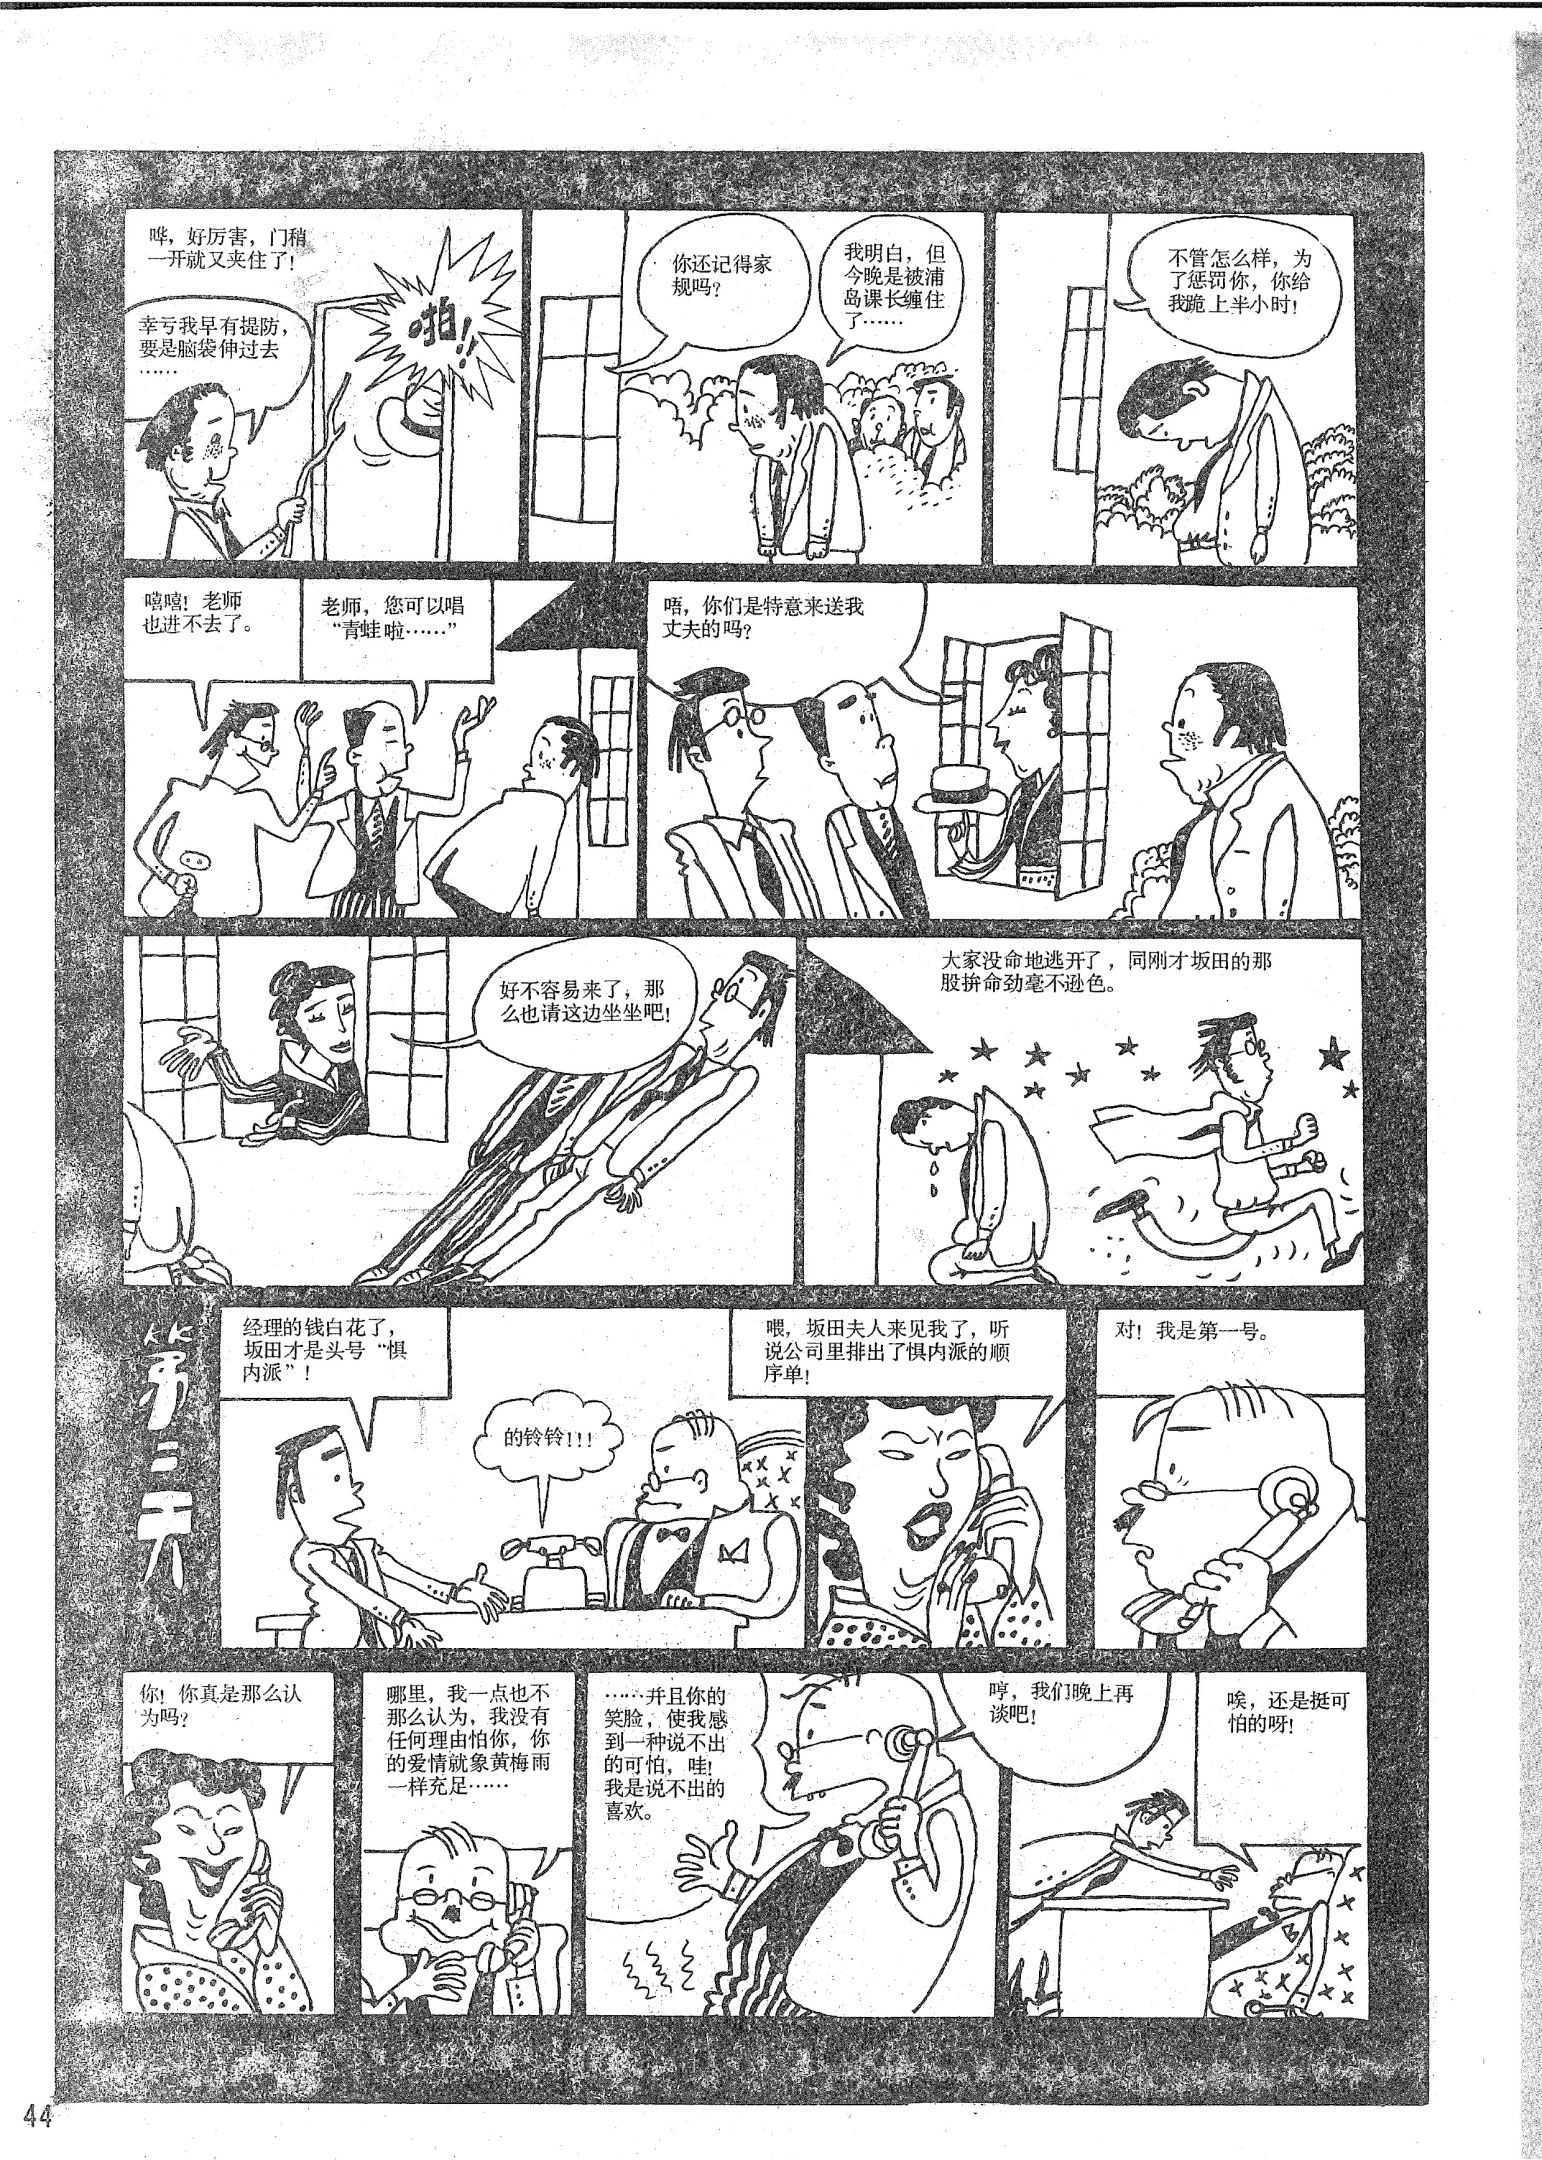 哗，好厉害，门稍
一开就又夹住了！
幸亏我早有提防，
要是脑袋伸过去
……
啪！！
你还记得家
规吗？
我明白，但
今晚是被浦
岛课长缠住
了……
不管怎么样，为
了惩罚你，你给
我跪上半小时！
嘻嘻！老师
也进不去了。
老师，您可以唱
“青蛙啦……”
唔，你们是特意来送我
丈夫的吗？
好不容易来了，那
么也请这边坐坐吧！
大家没命地逃开了，同刚才坂田的那
股拚命劲毫不逊色。
第三天
经理的钱白花了，
坂田才是头号“惧
内派”！
的铃铃！！！
喂，坂田夫人来见我了，听
说公司里排出了惧内派的顺
序单！
对！我是第一号。
你！你真是那么认
为吗？
哪里，我一点也不
那么认为，我没有
任何理由怕你，你
的爱情就象黄梅雨
一样充足……
……并且你的
笑脸，使我感
到一种说不出
的可怕，哇！
我是说不出的
喜欢。
哼，我们晚上再
谈吧！
唉，还是挺可
怕的呀！
44